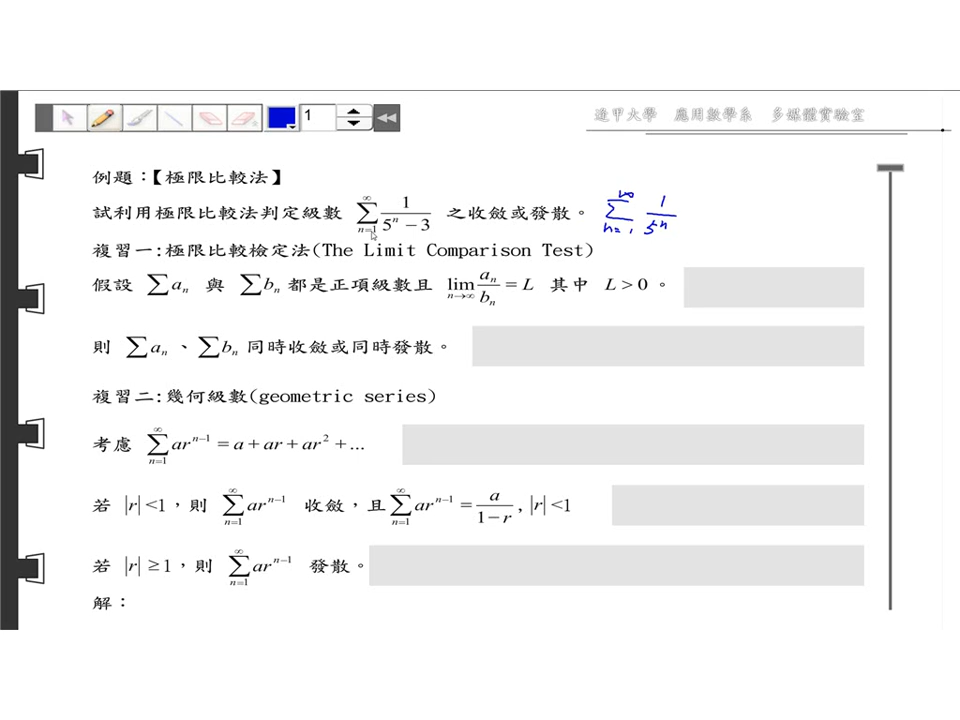 1
逢甲大學 應用數學系 多媒體實驗室
例題：【極限比較法】
試利用極限比較法判定級數 \sum_{n=1}^{\infty} \frac{1}{5^n-3} 之收斂或發散。 \sum_{n=1}^{\infty} \frac{1}{5^n}
複習一:極限比較檢定法(The Limit Comparison Test)
假設 \sum a_n 與 \sum b_n 都是正項級數且 \lim_{n→∞} \frac{a_n}{b_n} = L 其中 L > 0 。
則 \sum a_n 、 \sum b_n 同時收斂或同時發散。
複習二:幾何級數(geometric series)
考慮 \sum_{n=1}^{\infty} ar^{n-1} = a + ar + ar^2 + ...
若 |r| <1，則 \sum_{n=1}^{\infty} ar^{n-1} 收斂，且 \sum_{n=1}^{\infty} ar^{n-1} = \frac{a}{1-r}, |r| <1
若 |r| ≥1，則 \sum_{n=1}^{\infty} ar^{n-1} 發散。
解：